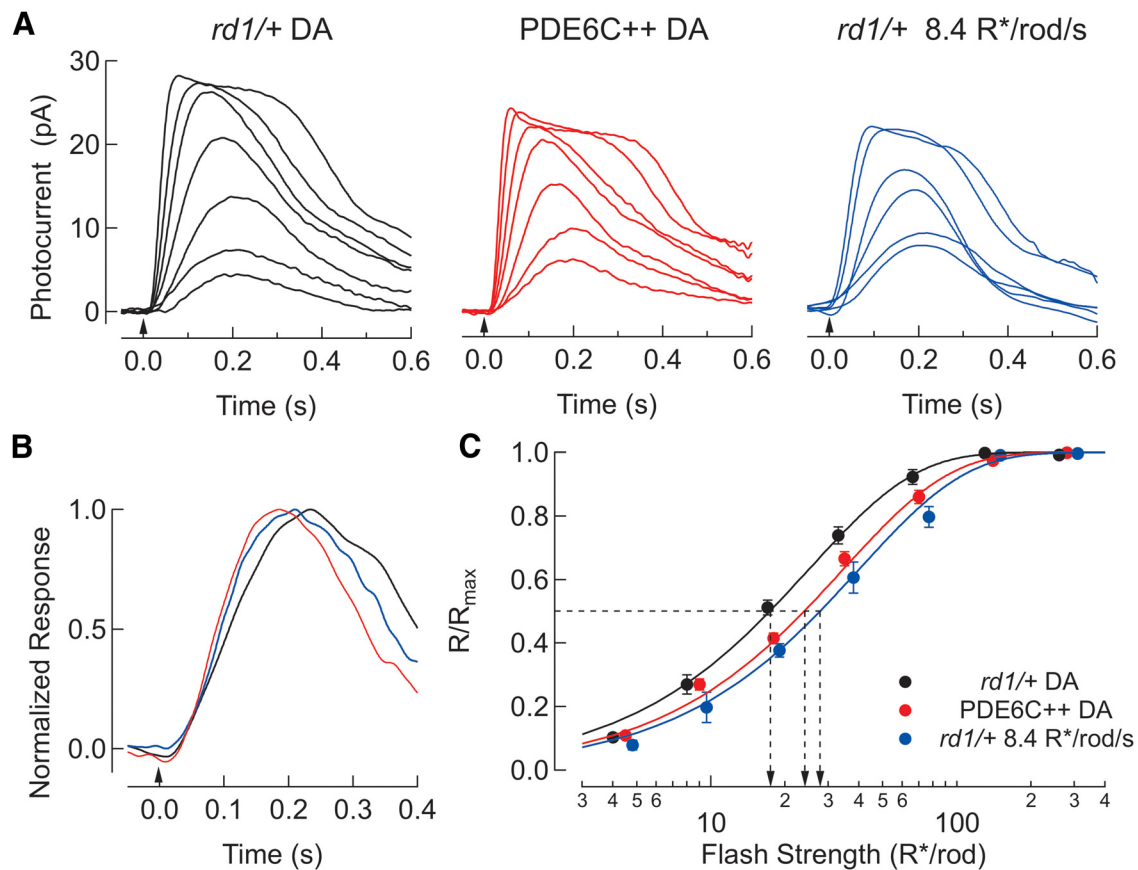 A
rd1/+ DA
PDE6C++ DA
rd1/+ 8.4 R*/rod/s
Photocurrent (pA)
30
20
10
0
0.0 0.2 0.4 0.6
Time (s)
0.0 0.2 0.4 0.6
Time (s)
0.0 0.2 0.4 0.6
Time (s)
B
Normalized Response
1.0
0.5
0.0
0.0 0.1 0.2 0.3 0.4
Time (s)
C
R/Rmax
1.0
0.8
0.6
0.4
0.2
0.0
rd1/+ DA
PDE6C++ DA
rd1/+ 8.4 R*/rod/s
3 4 5 6 2 3 4 5 6 2 3 4
10 100
Flash Strength (R*/rod)